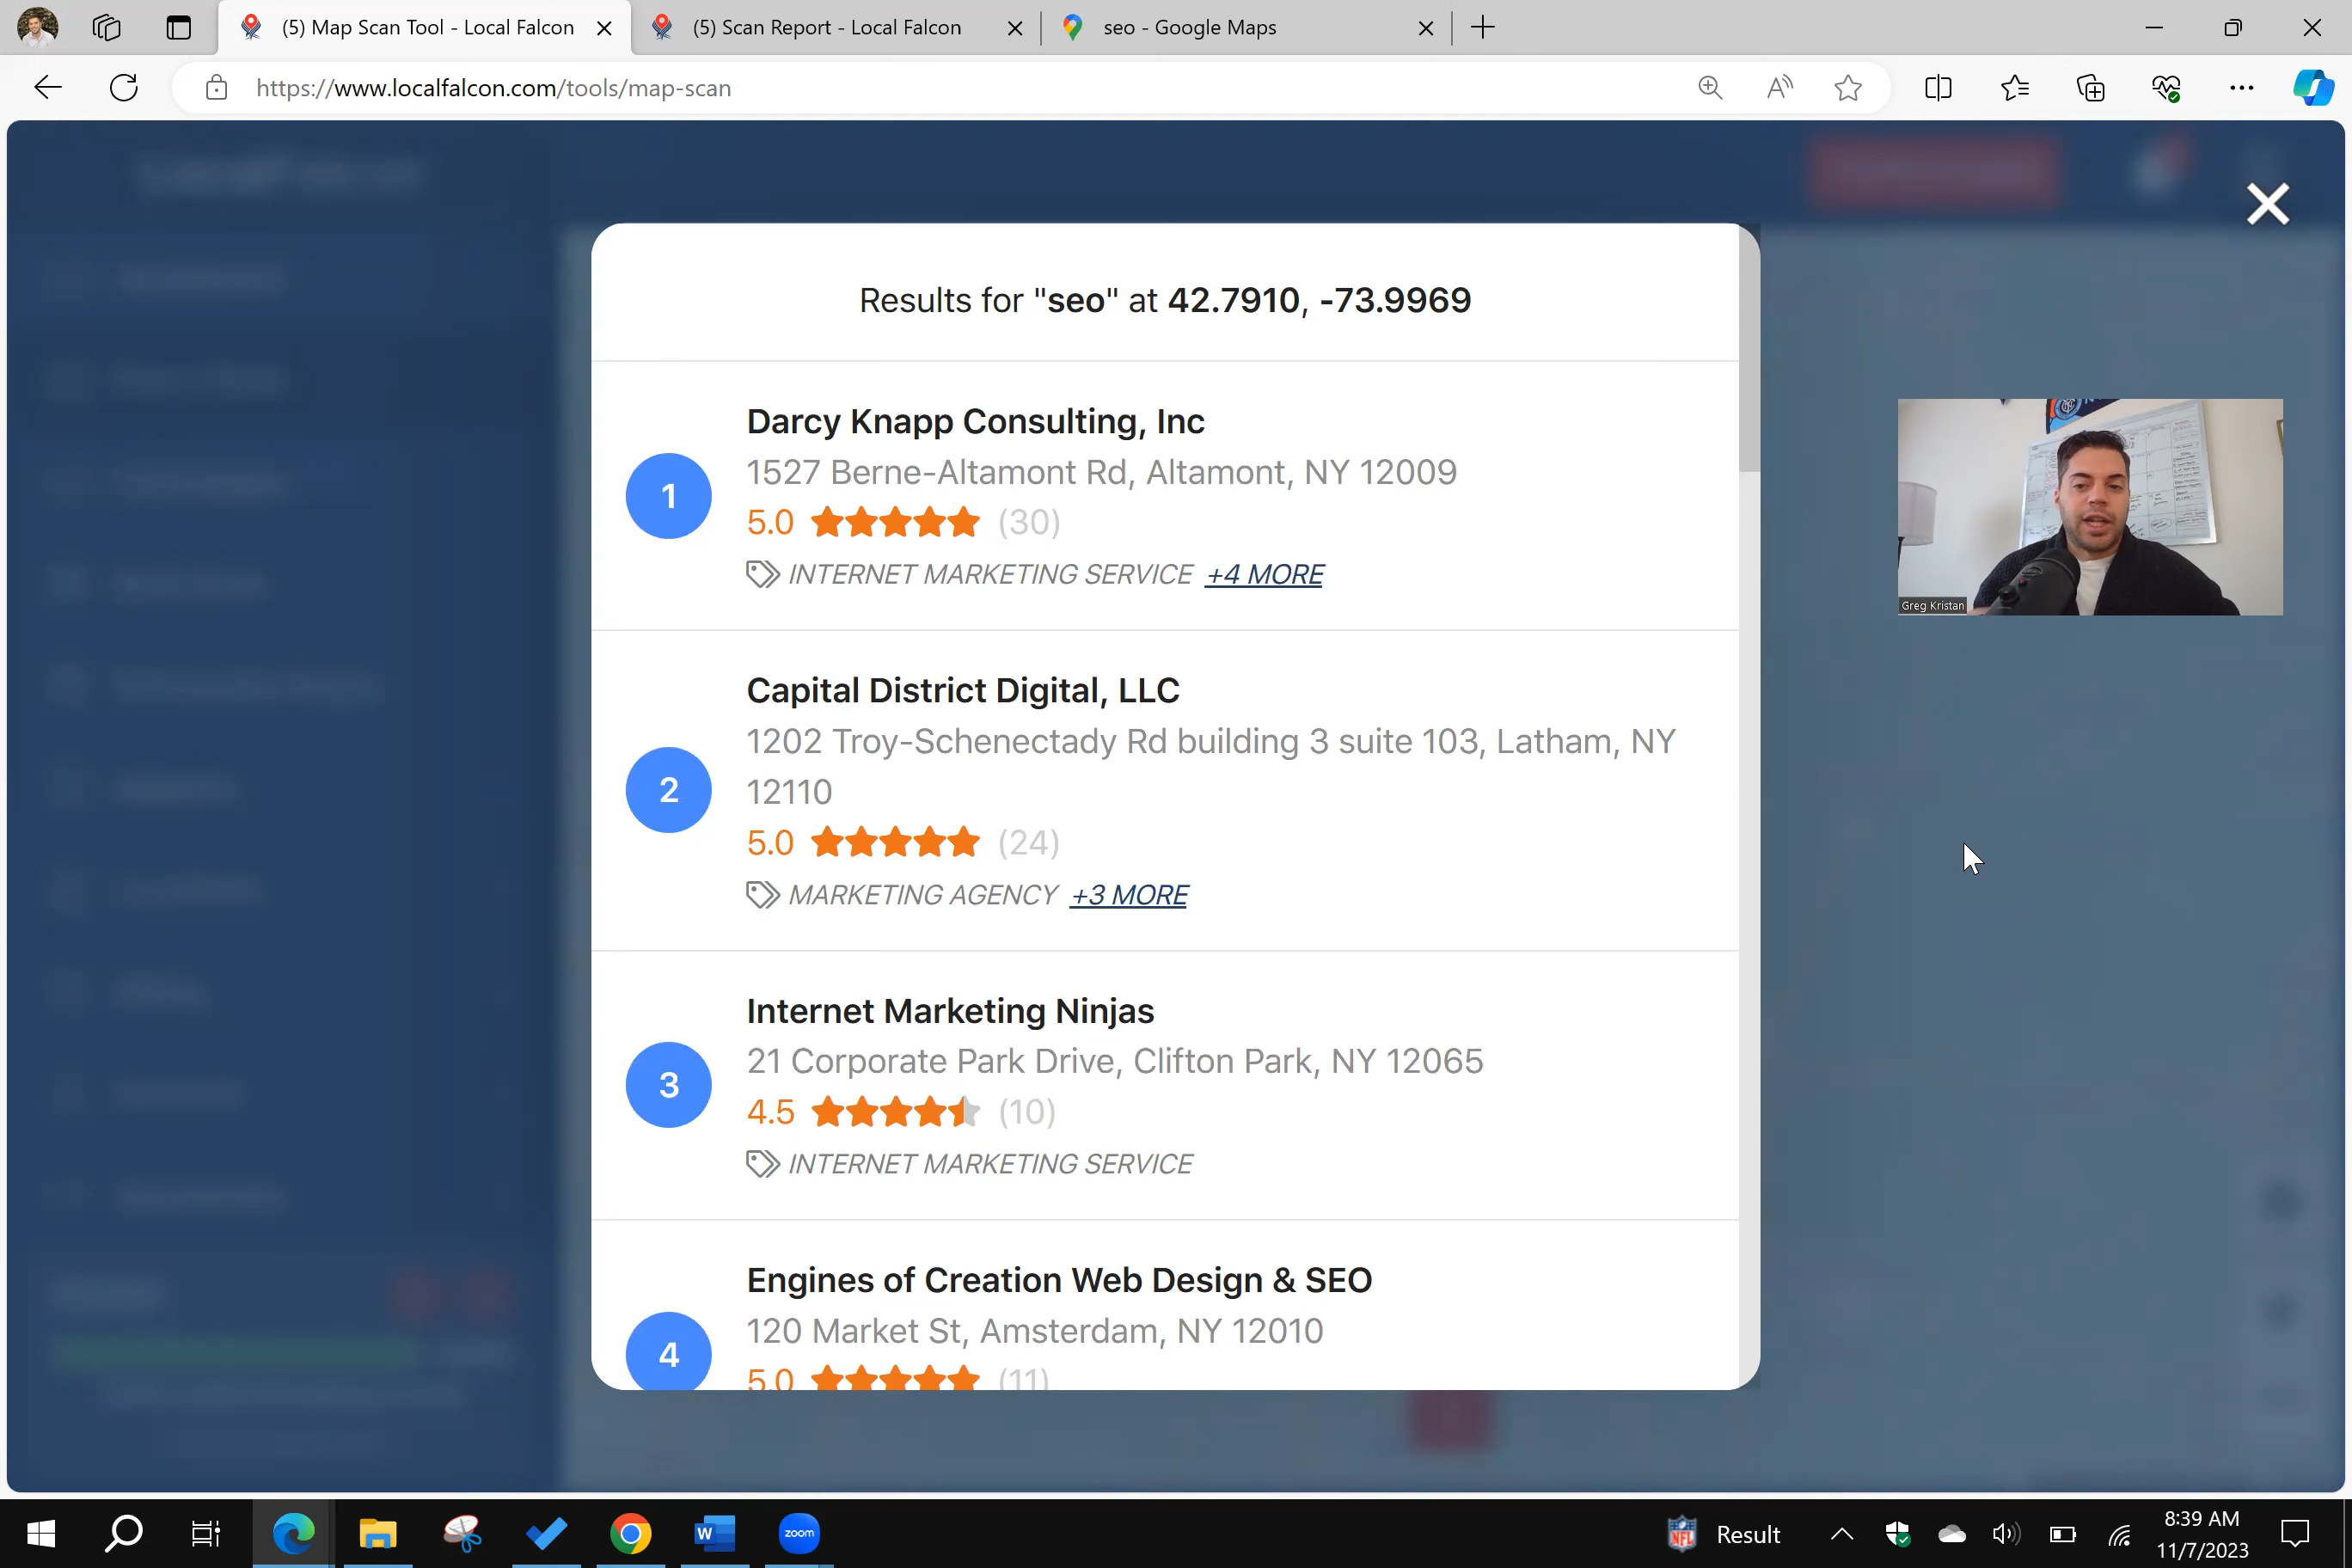 (5) Map Scan Tool - Local Falcon
(5) Scan Report - Local Falcon
seo - Google Maps
https://www.localfalcon.com/tools/map-scan
Results for "seo" at 42.7910, -73.9969
1
Darcy Knapp Consulting, Inc
1527 Berne-Altamont Rd, Altamont, NY 12009
5.0 (30)
INTERNET MARKETING SERVICE +4 MORE
2
Capital District Digital, LLC
1202 Troy-Schenectady Rd building 3 suite 103, Latham, NY
12110
5.0 (24)
MARKETING AGENCY +3 MORE
3
Internet Marketing Ninjas
21 Corporate Park Drive, Clifton Park, NY 12065
4.5 (10)
INTERNET MARKETING SERVICE
4
Engines of Creation Web Design & SEO
120 Market St, Amsterdam, NY 12010
5.0 (11)
Greg Kristan
W
zoom
NFL
Result
8:39 AM
11/7/2023